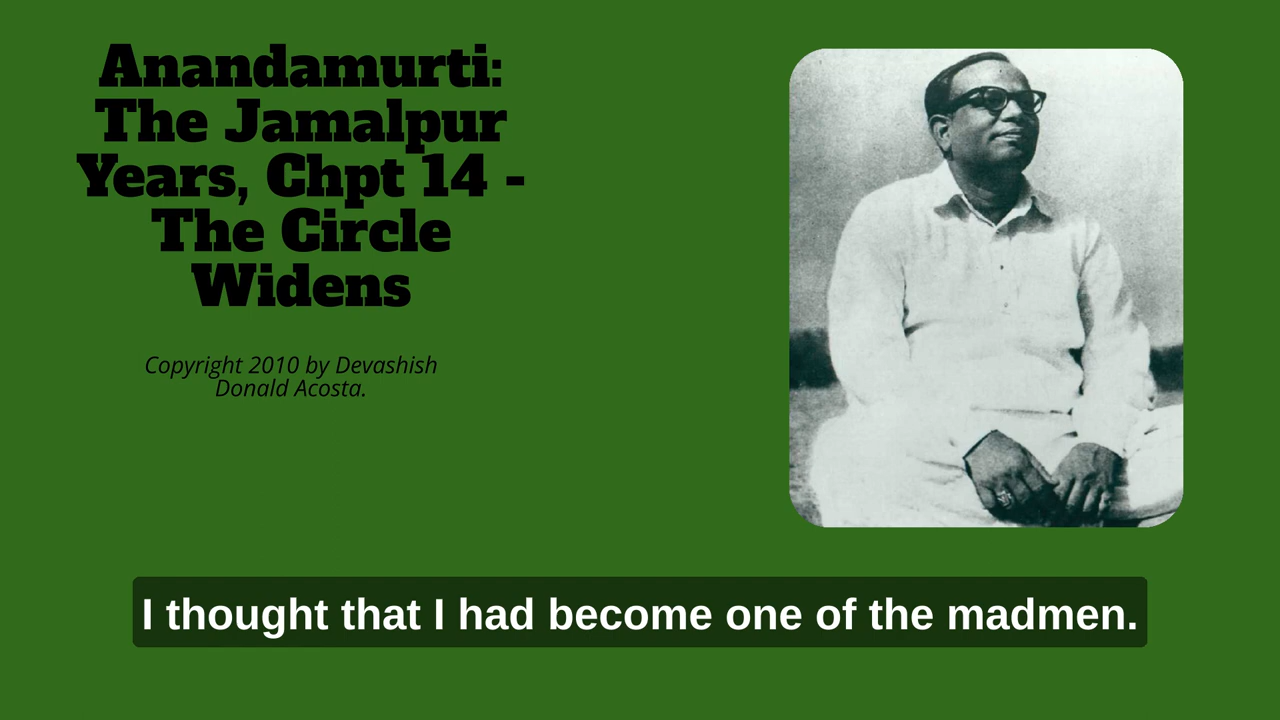 Anandamurti:
The Jamalpur
Years, Chpt 14 -
The Circle
Widens
Copyright 2010 by Devashish
Donald Acosta.
I thought that I had become one of the madmen.